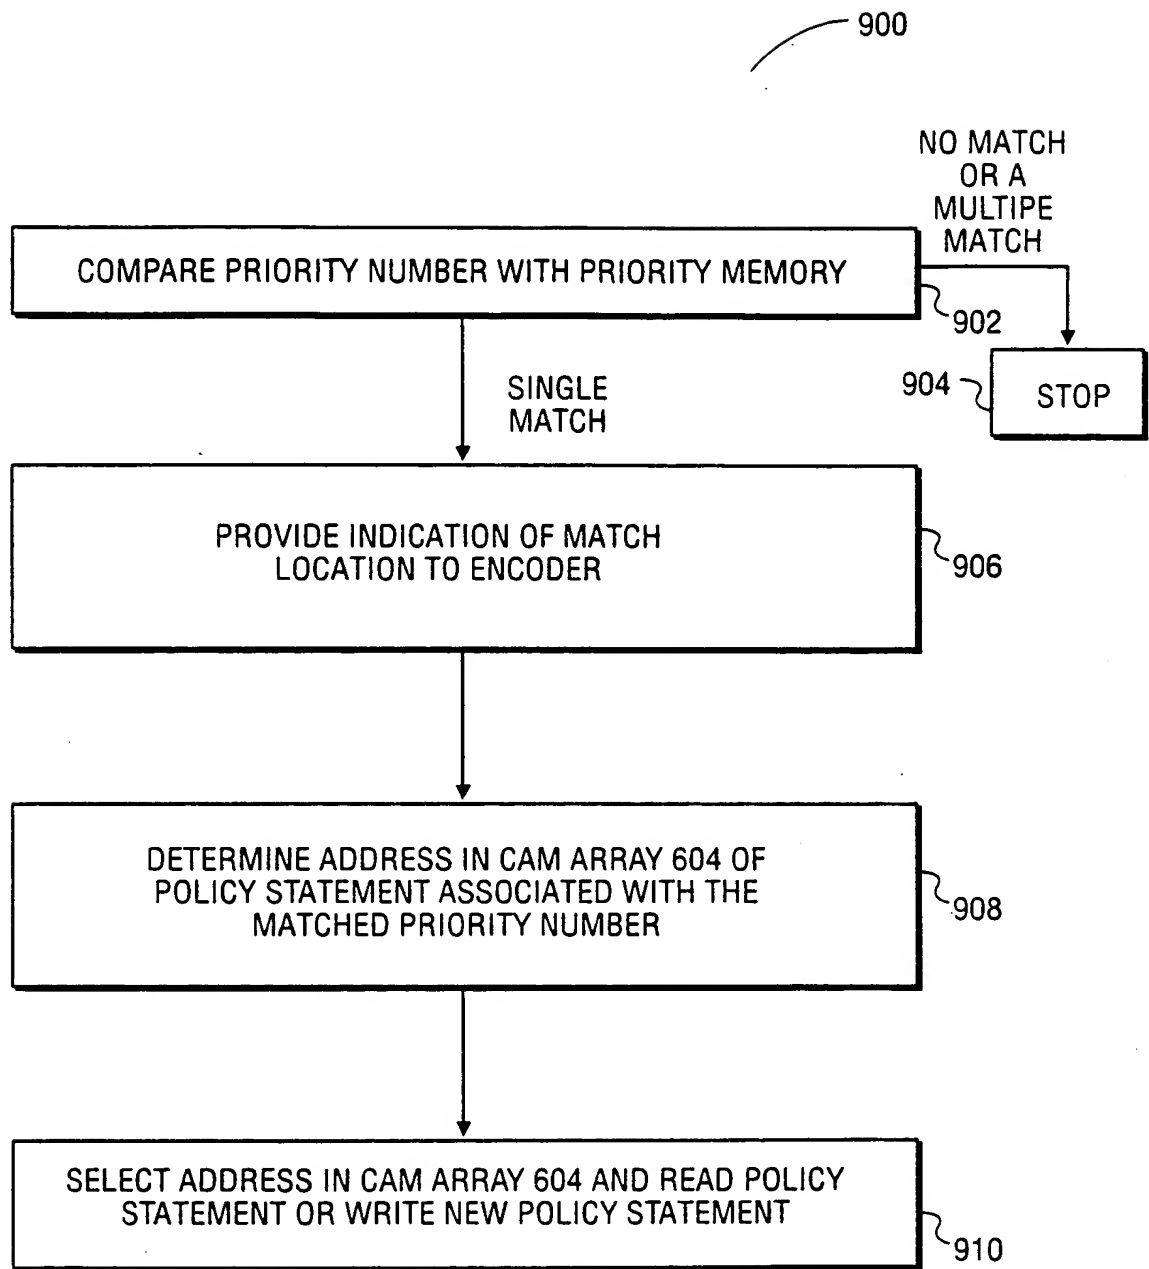 900
NO MATCH
OR A
MULTIPE
MATCH
COMPARE PRIORITY NUMBER WITH PRIORITY MEMORY
902
904
STOP
SINGLE
MATCH
PROVIDE INDICATION OF MATCH
LOCATION TO ENCODER
906
DETERMINE ADDRESS IN CAM ARRAY 604 OF
POLICY STATEMENT ASSOCIATED WITH THE
MATCHED PRIORITY NUMBER
908
SELECT ADDRESS IN CAM ARRAY 604 AND READ POLICY
STATEMENT OR WRITE NEW POLICY STATEMENT
910